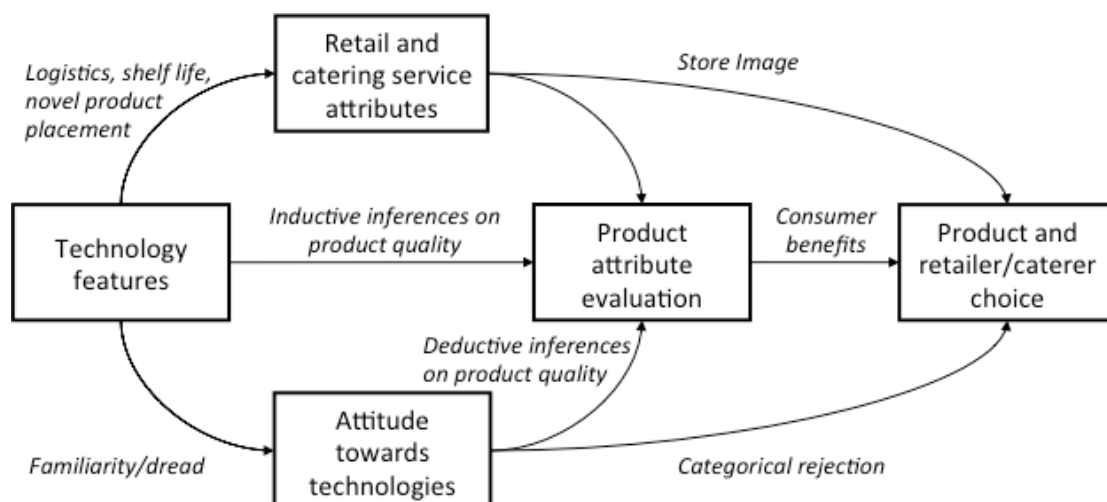 Retail and
catering service
attributes
Logistics, shelf life,
novel product
placement
Store Image
Technology
features
Inductive inferences on
product quality
Product
attribute
evaluation
Consumer
benefits
Product and
retailer/caterer
choice
Deductive inferences
on product quality
Attitude
towards
technologies
Familiarity/dread
Categorical rejection